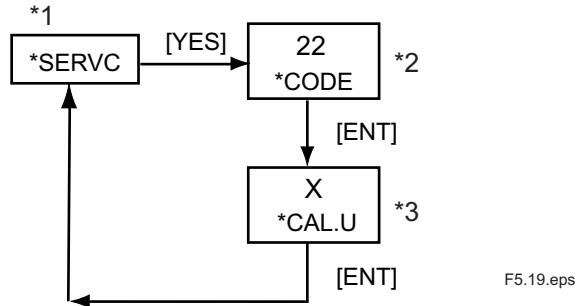 *1
*SERVC
[YES]
22
*CODE
*2
[ENT]
X
*CAL.U
*3
[ENT]
F5.19.eps